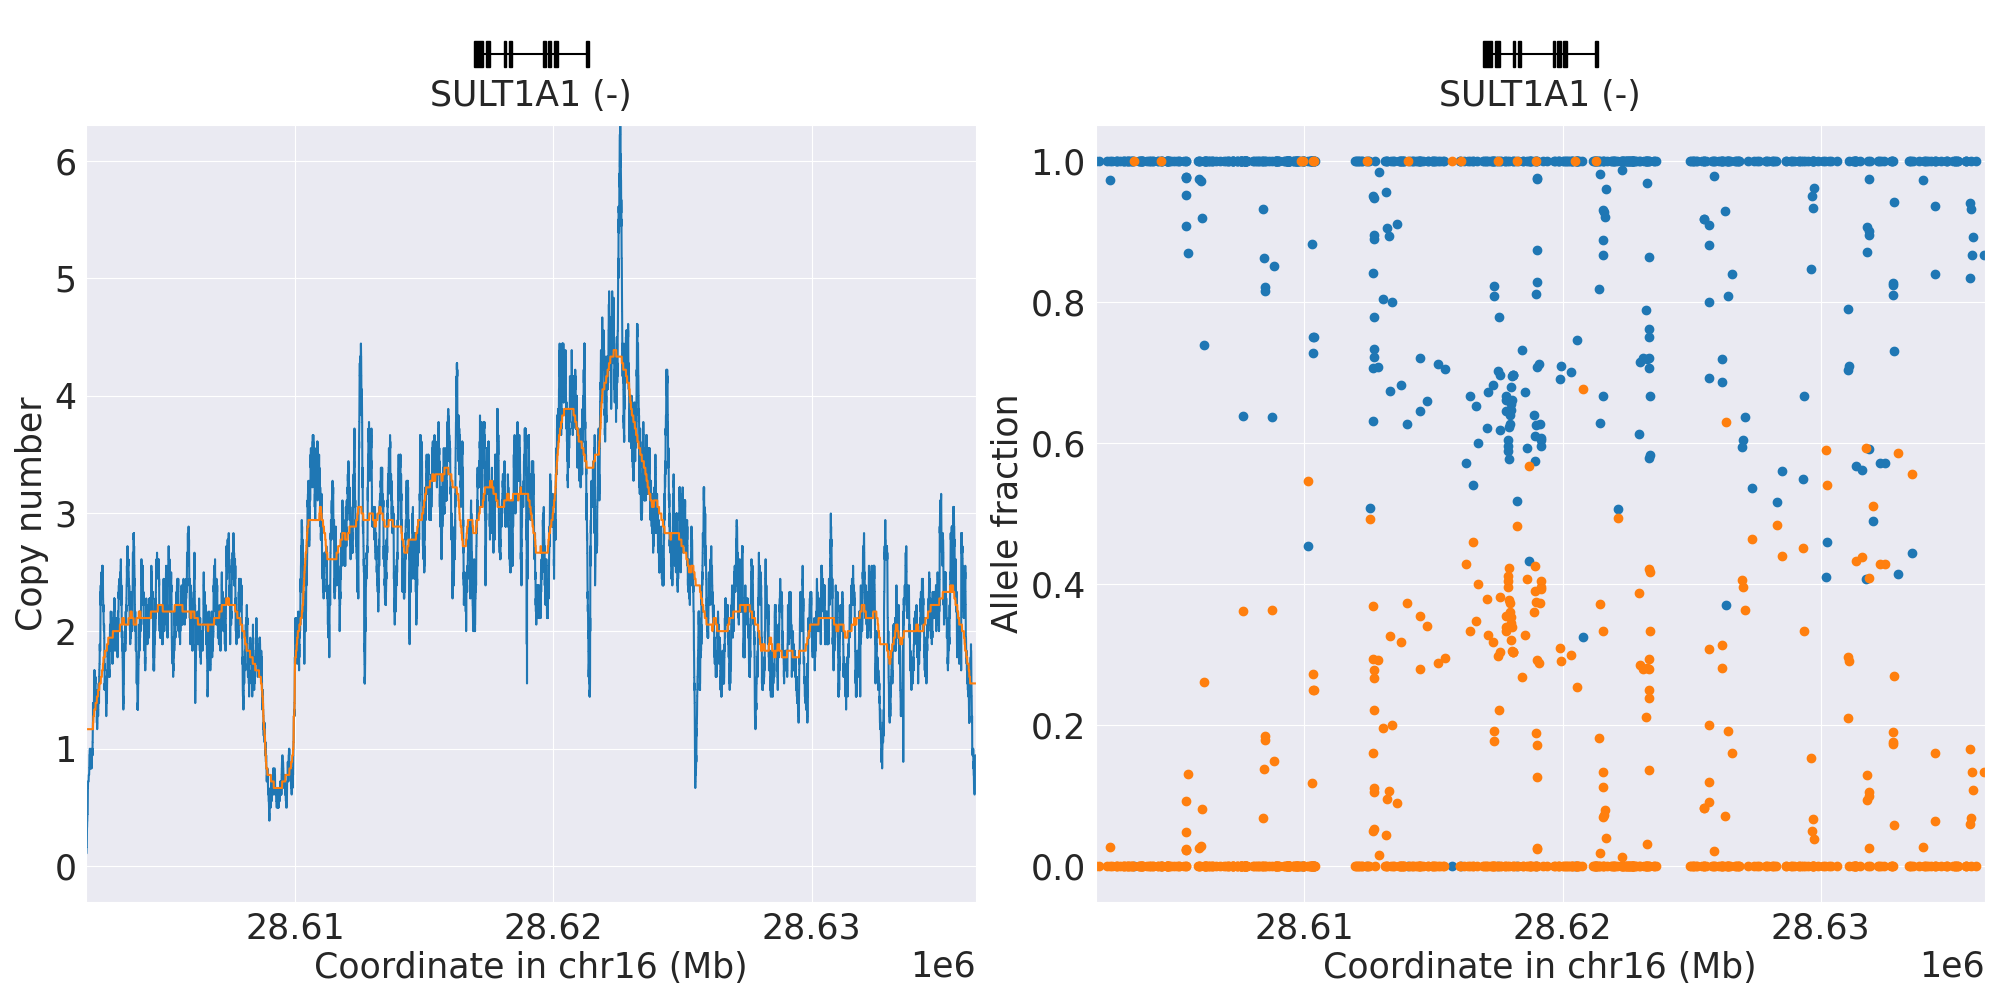 SULT1A1 (-)
Copy number
6
5
4
3
2
1
0
28.61
28.62
28.63
Coordinate in chr16 (Mb)
1e6
SULT1A1 (-)
Allele fraction
1.0
0.8
0.6
0.4
0.2
0.0
28.61
28.62
28.63
Coordinate in chr16 (Mb)
1e6